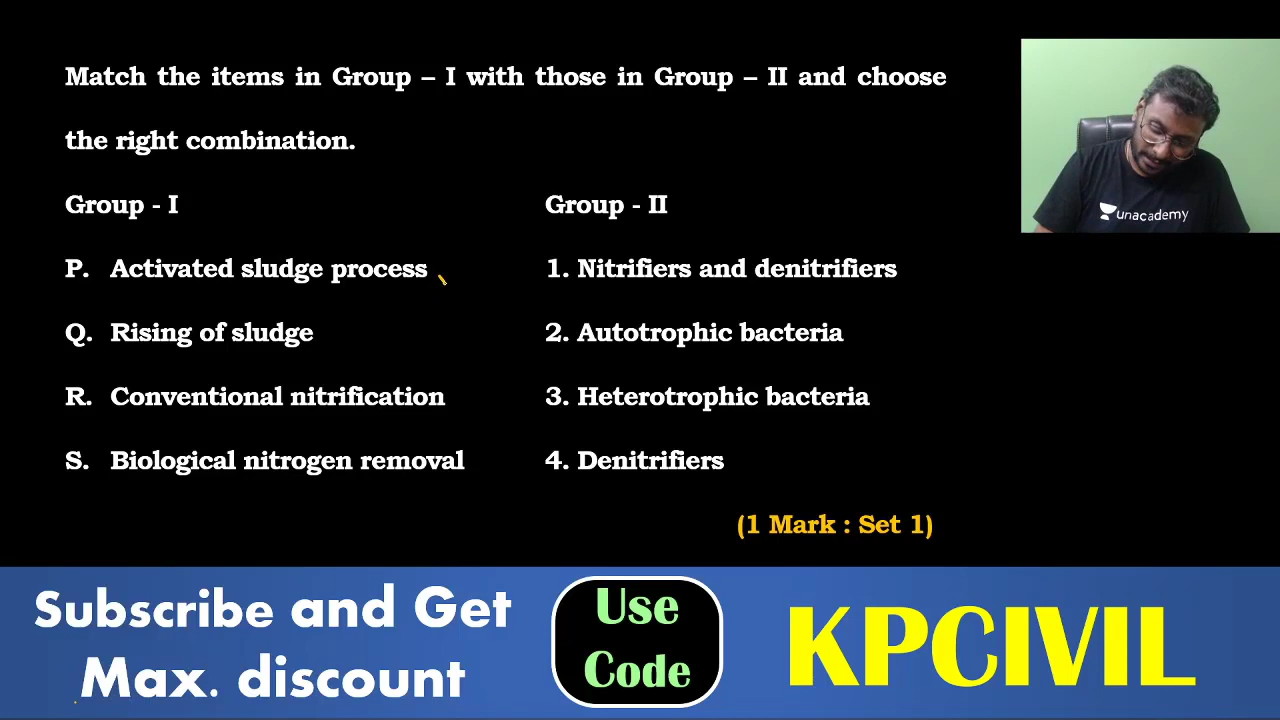 Match the items in Group – I with those in Group – II and choose
the right combination.
Group - I
Group - II
P. Activated sludge process
1. Nitrifiers and denitrifiers
Q. Rising of sludge
2. Autotrophic bacteria
R. Conventional nitrification
3. Heterotrophic bacteria
S. Biological nitrogen removal
4. Denitrifiers
(1 Mark : Set 1)
unacademy
Subscribe and Get
Max. discount
Use
Code
KPCIVIL